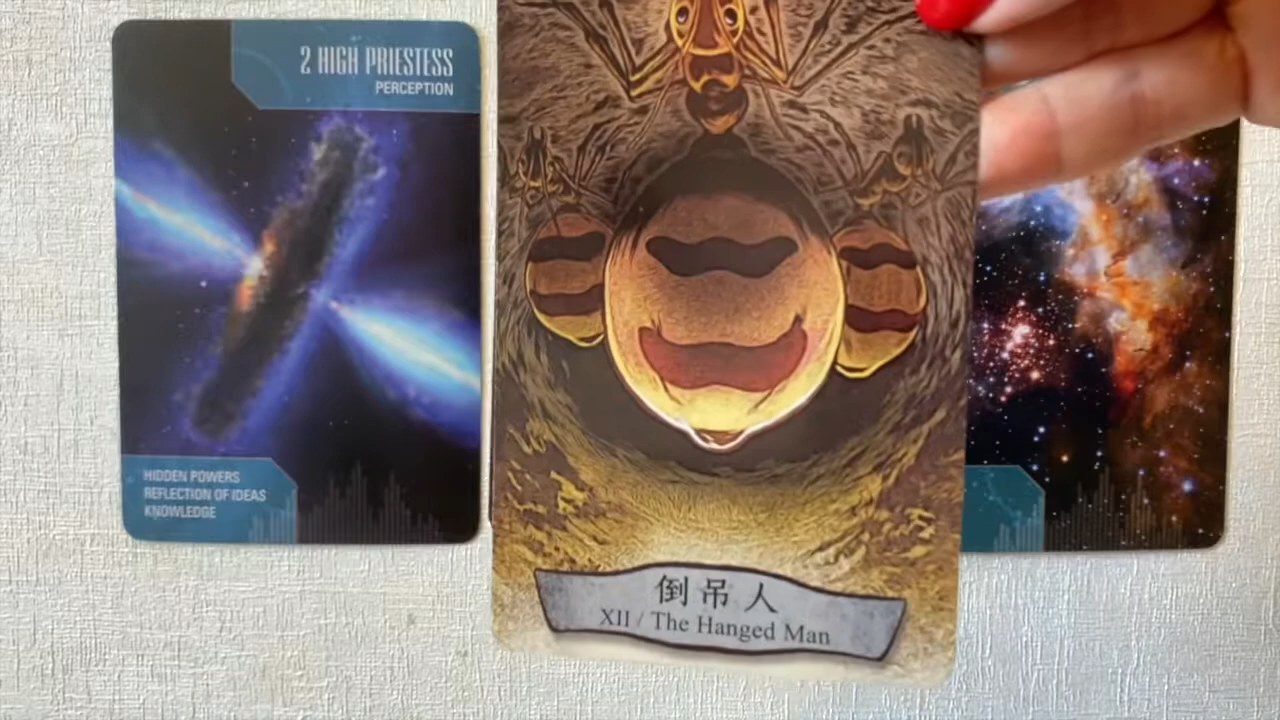 2 HIGH PRIESTESS
PERCEPTION
HIDDEN POWERS
REFLECTION OF IDEAS
KNOWLEDGE
倒吊人
XII / The Hanged Man